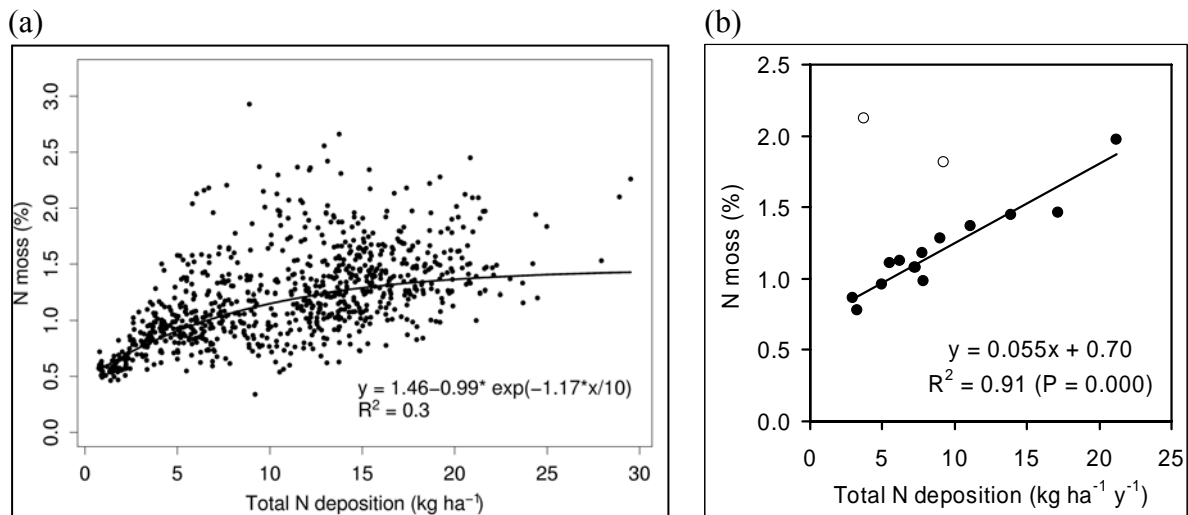 (a)
N moss (%)
3.0
2.5
2.0
1.5
1.0
0.5
0.0
y = 1.46−0.99* exp(−1.17*x/10)
R² = 0.3
0 5 10 15 20 25 30
Total N deposition (kg ha⁻¹)
(b)
N moss (%)
2.5
2.0
1.5
1.0
0.5
0.0
y = 0.055x + 0.70
R² = 0.91 (P = 0.000)
0 5 10 15 20 25
Total N deposition (kg ha⁻¹ y⁻¹)